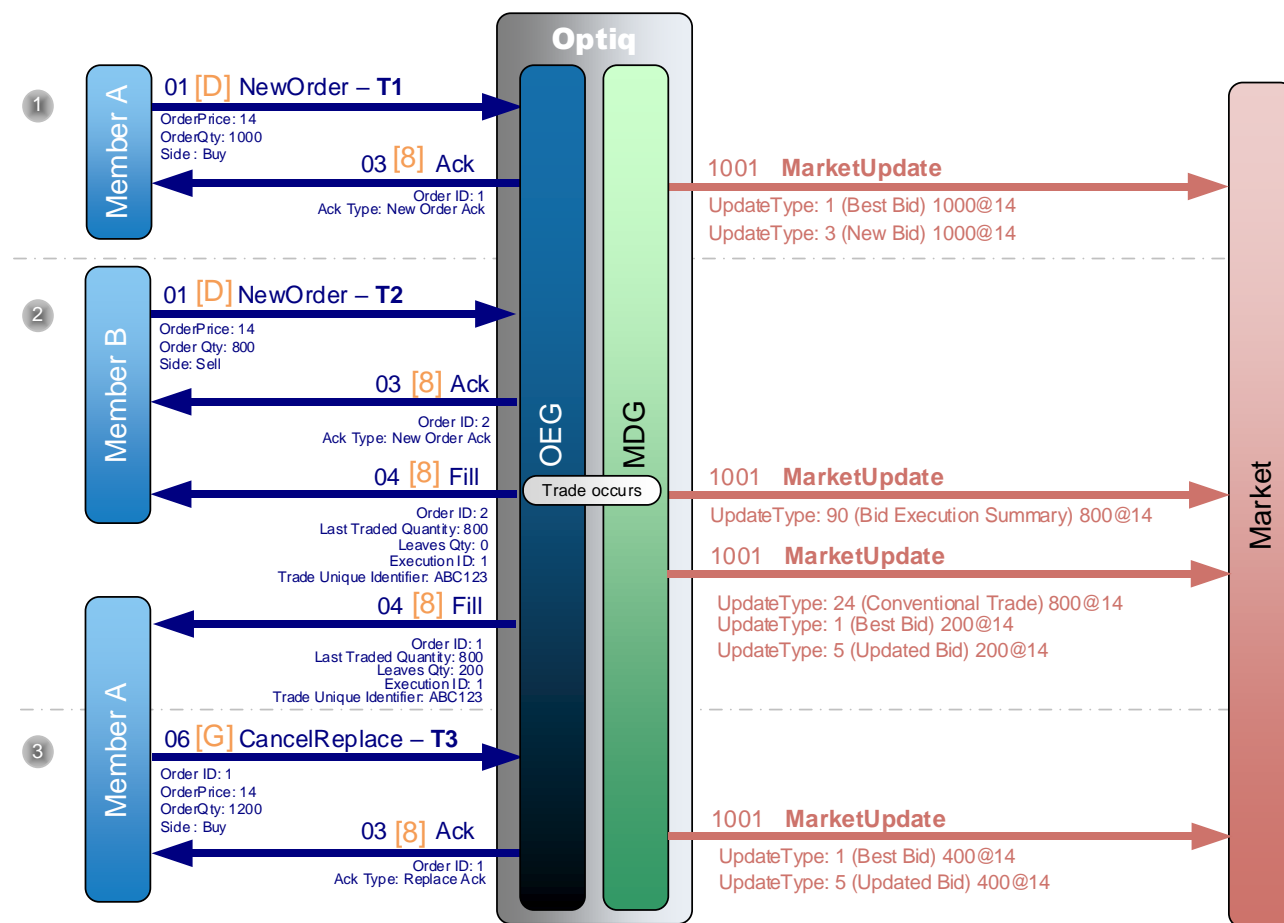 Optiq
1
Member A
01 [D] NewOrder – T1
OrderPrice: 14
OrderQty: 1000
Side : Buy
03 [8] Ack
Order ID: 1
Ack Type: New Order Ack
1001 MarketUpdate
UpdateType: 1 (Best Bid) 1000@14
UpdateType: 3 (New Bid) 1000@14
2
Member B
01 [D] NewOrder – T2
OrderPrice: 14
Order Qty: 800
Side: Sell
03 [8] Ack
Order ID: 2
Ack Type: New Order Ack
04 [8] Fill
Order ID: 2
Last Traded Quantity: 800
Leaves Qty: 0
Execution ID: 1
Trade Unique Identifier: ABC123
OEG
MDG
Trade occurs
Market
1001 MarketUpdate
UpdateType: 90 (Bid Execution Summary) 800@14
1001 MarketUpdate
UpdateType: 24 (Conventional Trade) 800@14
UpdateType: 1 (Best Bid) 200@14
UpdateType: 5 (Updated Bid) 200@14
Member A
04 [8] Fill
Order ID: 1
Last Traded Quantity: 800
Leaves Qty: 200
Execution ID: 1
Trade Unique Identifier: ABC123
3
06 [G] CancelReplace – T3
Order ID: 1
OrderPrice: 14
OrderQty: 1200
Side : Buy
03 [8] Ack
Order ID: 1
Ack Type: Replace Ack
1001 MarketUpdate
UpdateType: 1 (Best Bid) 400@14
UpdateType: 5 (Updated Bid) 400@14